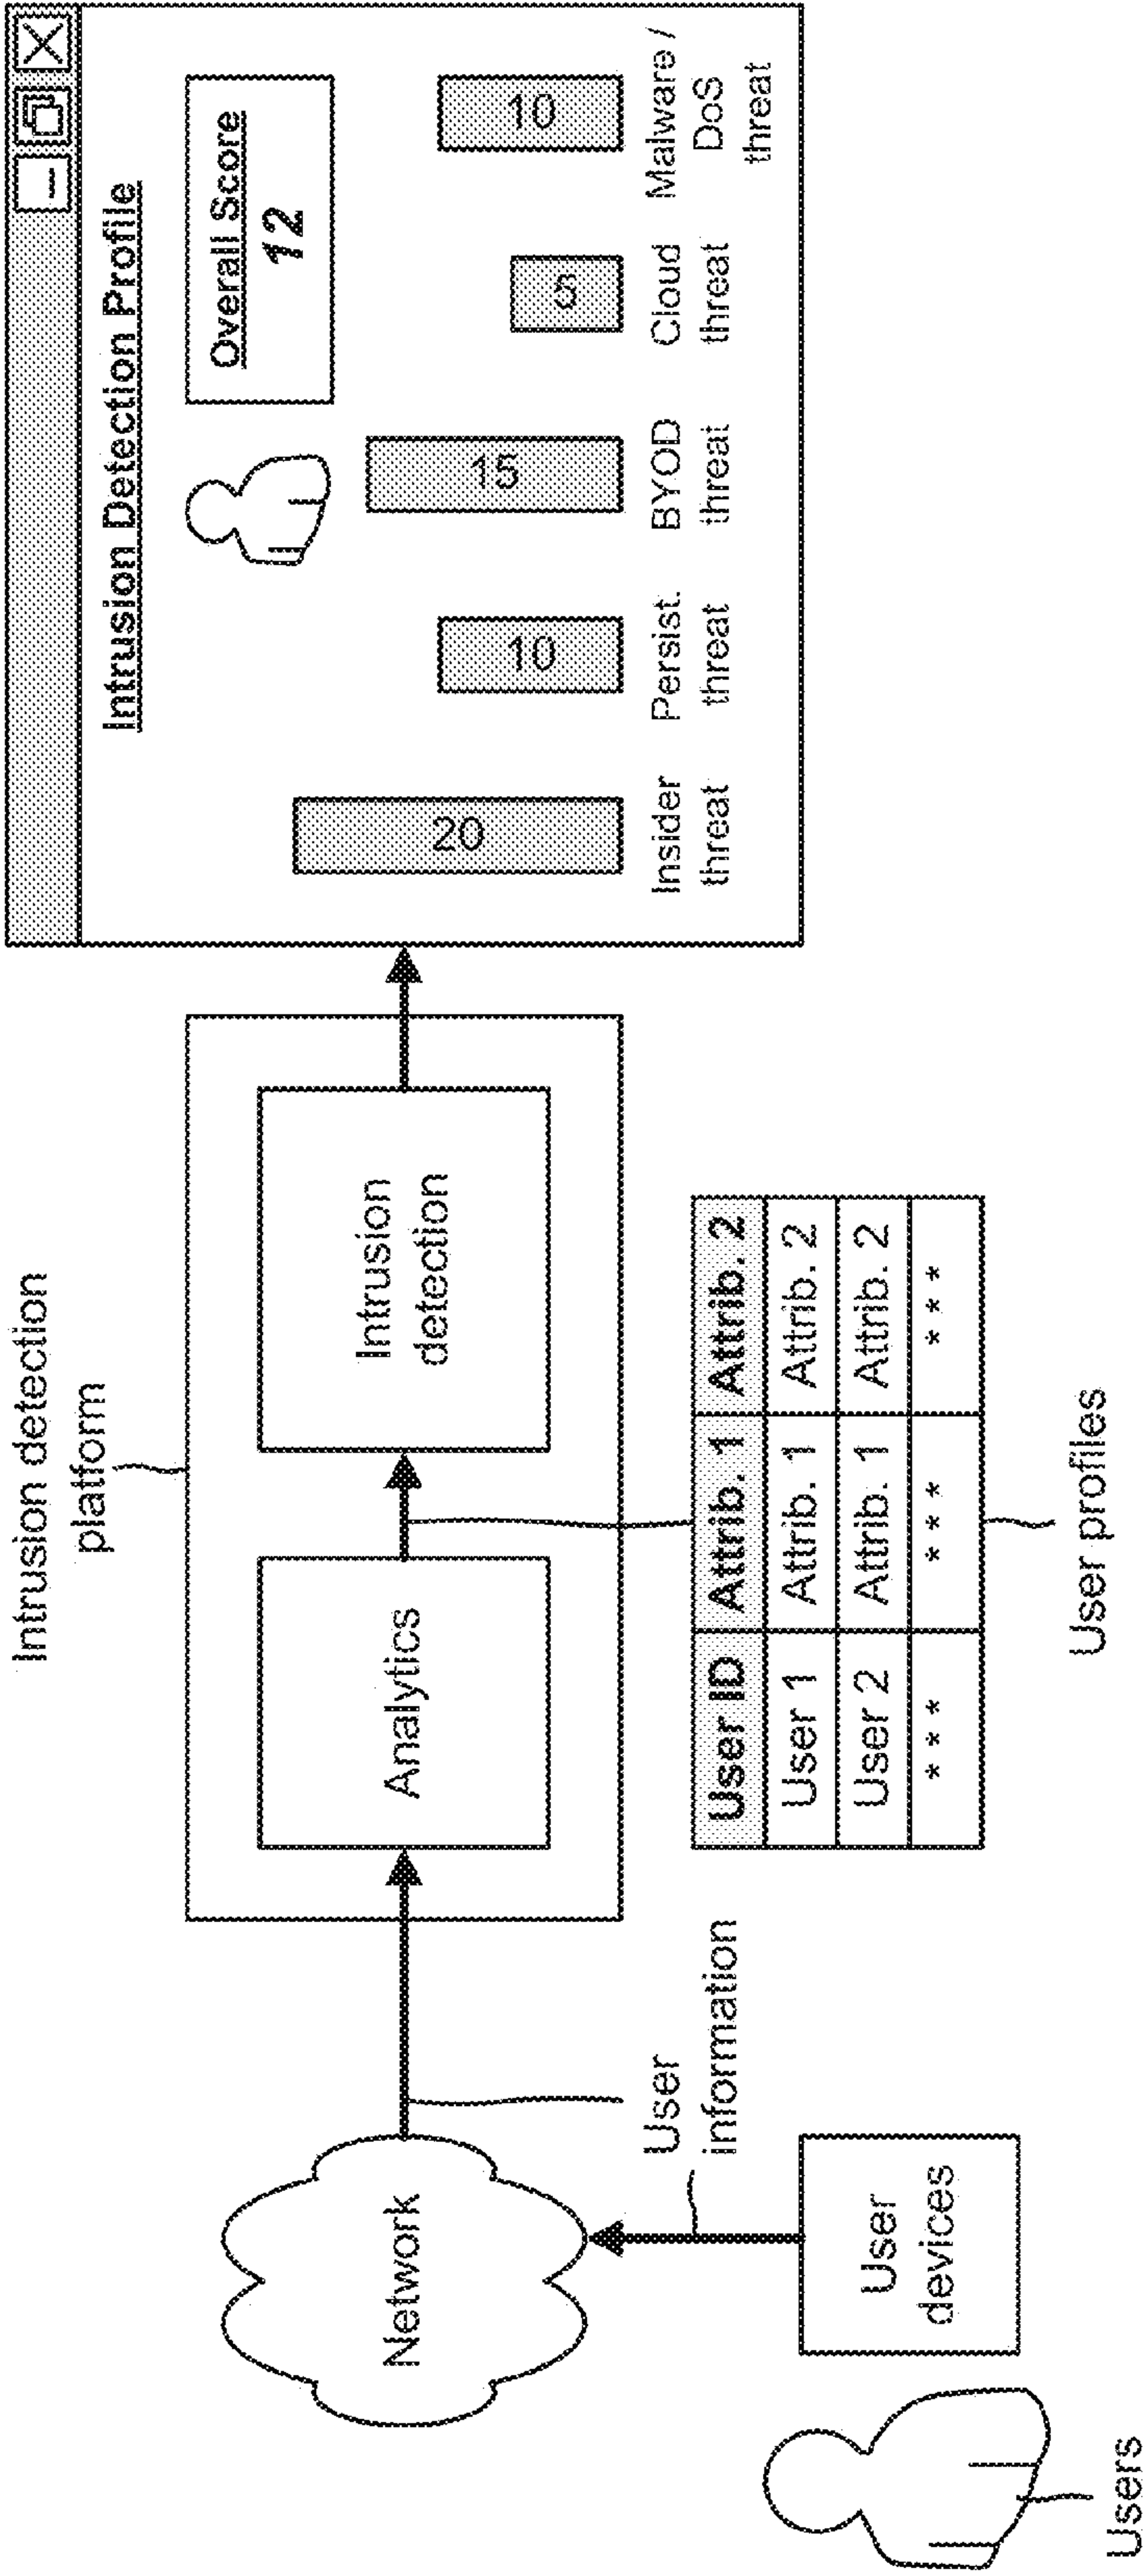 Intrusion detection
platform
Network
Analytics
Intrusion
detection
User
information
User
devices
Users
User ID Attrib. 1 Attrib. 2
User 1 Attrib. 1 Attrib. 2
User 2 Attrib. 1 Attrib. 2
* * * * * * * * *
User profiles
Intrusion Detection Profile
Overall Score
12
20
10
15
5
10
Insider
threat
Persist.
threat
BYOD
threat
Cloud
threat
Malware /
DoS
threat